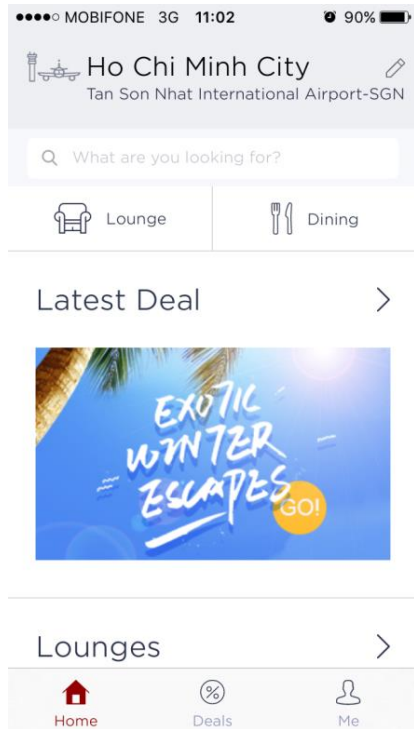 MOBIFONE 3G 11:02 90%
Ho Chi Minh City
Tan Son Nhat International Airport-SGN
What are you looking for?
Lounge Dining
Latest Deal
EXOTIC
WINTER
ESCAPES
GO!
Lounges
Home Deals Me